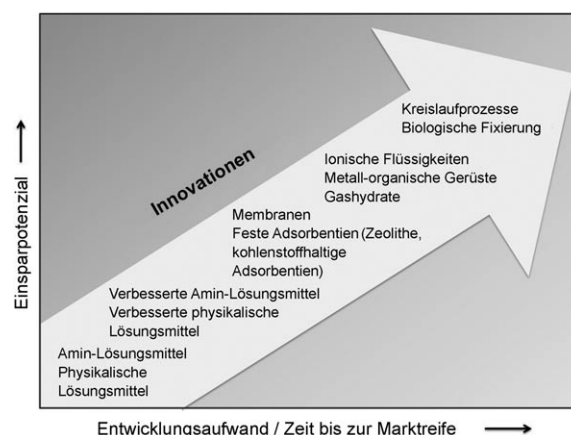 Einsparpotenzial
Innovationen
Kreislaufprozesse
Biologische Fixierung
Ionische Flüssigkeiten
Metall-organische Gerüste
Gashydrate
Membranen
Feste Adsorbentien (Zeolithe,
kohlenstoffhaltige
Adsorbentien)
Verbesserte Amin-Lösungsmittel
Verbesserte physikalische
Lösungsmittel
Amin-Lösungsmittel
Physikalische
Lösungsmittel
Entwicklungsaufwand / Zeit bis zur Marktreife